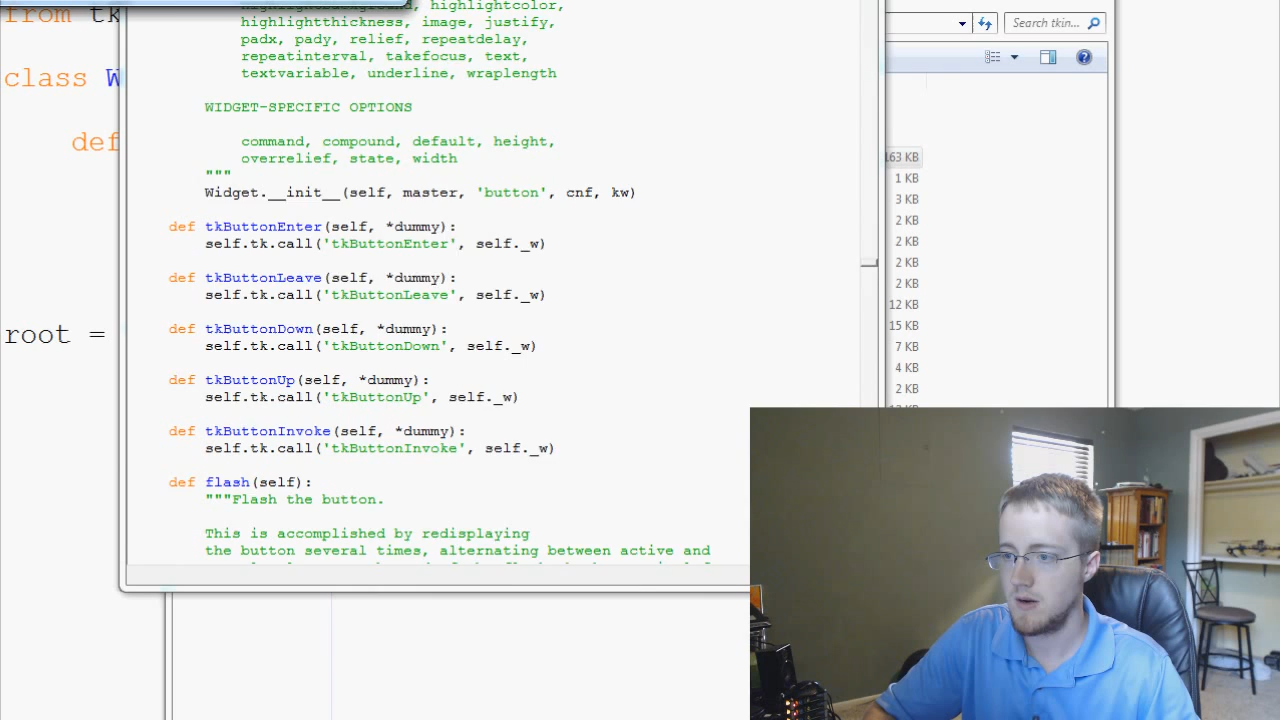 from tk
class W
def
root =
highlightbackground, highlightcolor,
highlightthickness, image, justify,
padx, pady, relief, repeatdelay,
repeatinterval, takefocus, text,
textvariable, underline, wraplength
WIDGET-SPECIFIC OPTIONS
command, compound, default, height,
overrelief, state, width
"""
Widget.__init__(self, master, 'button', cnf, kw)
def tkButtonEnter(self, *dummy):
self.tk.call('tkButtonEnter', self._w)
def tkButtonLeave(self, *dummy):
self.tk.call('tkButtonLeave', self._w)
def tkButtonDown(self, *dummy):
self.tk.call('tkButtonDown', self._w)
def tkButtonUp(self, *dummy):
self.tk.call('tkButtonUp', self._w)
def tkButtonInvoke(self, *dummy):
self.tk.call('tkButtonInvoke', self._w)
def flash(self):
"""Flash the button.
This is accomplished by redisplaying
the button several times, alternating between active and
Search tkin...
163 KB
1 KB
3 KB
2 KB
2 KB
2 KB
2 KB
12 KB
15 KB
7 KB
4 KB
2 KB